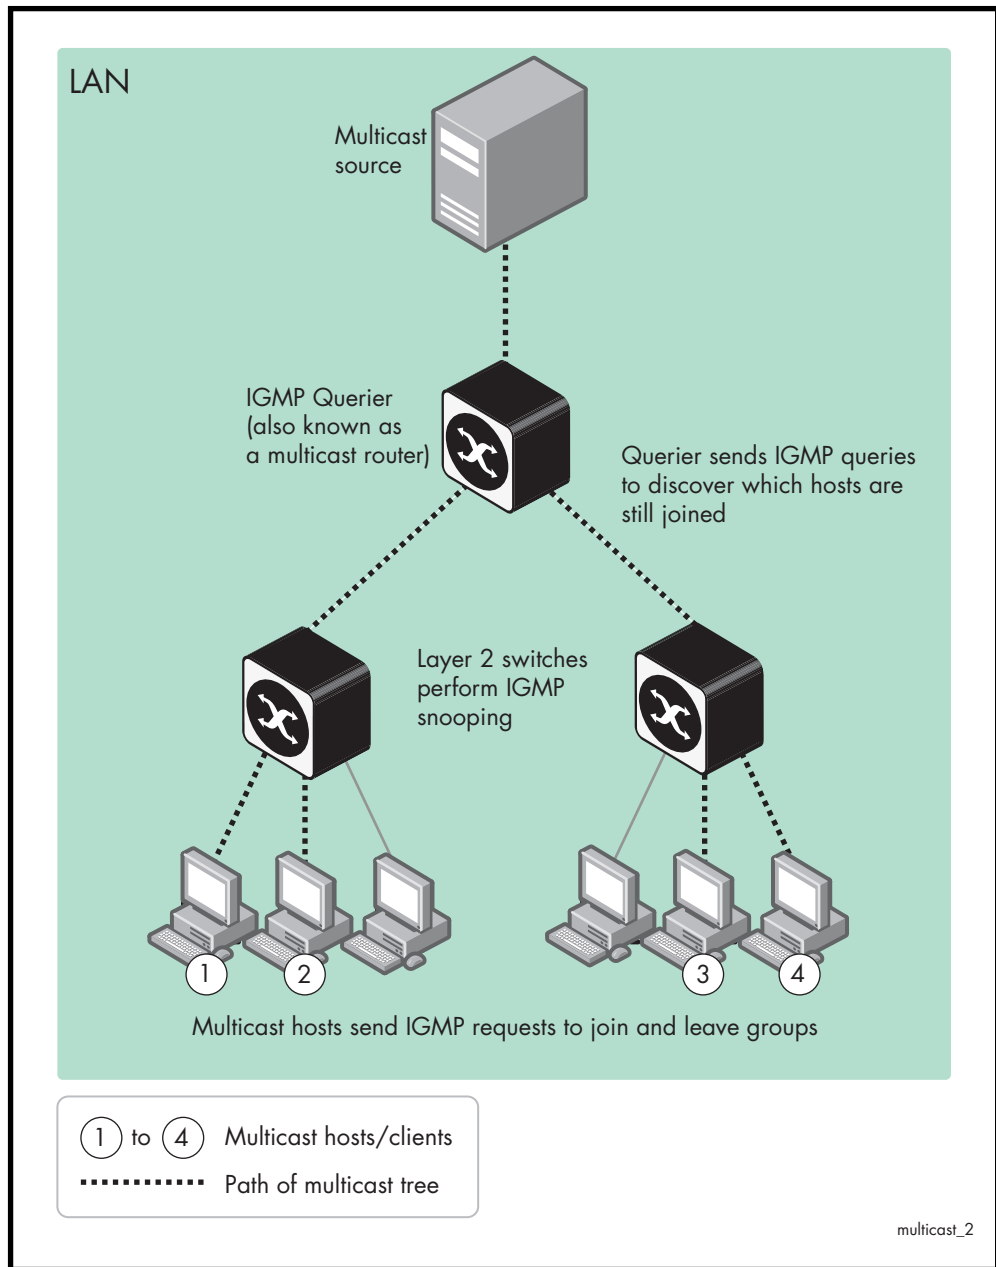 LAN
Multicast
source
IGMP Querier
(also known as
a multicast router)
Querier sends IGMP queries
to discover which hosts are
still joined
Layer 2 switches
perform IGMP
snooping
1
2
3
4
Multicast hosts send IGMP requests to join and leave groups
1 to 4 Multicast hosts/clients
Path of multicast tree
multicast_2